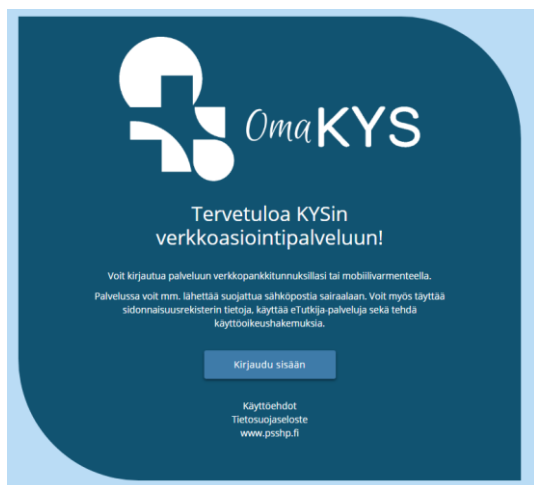 OmaKYS
Tervetuloa KYSin
verkkoasiointipalveluun!
Voit kirjautua palveluun verkkopankkitunnuksillasi tai mobiilivarmenteella.
Palvelussa voit mm. lähettää suojattua sähköpostia sairaalaan. Voit myös täyttää
sidonnaisuusrekisterin tietoja, käyttää eTutkija-palveluja sekä tehdä
käyttöoikeushakemuksia.
Kirjaudu sisään
Käyttöehdot
Tietosuojaseloste
www.psshp.fi